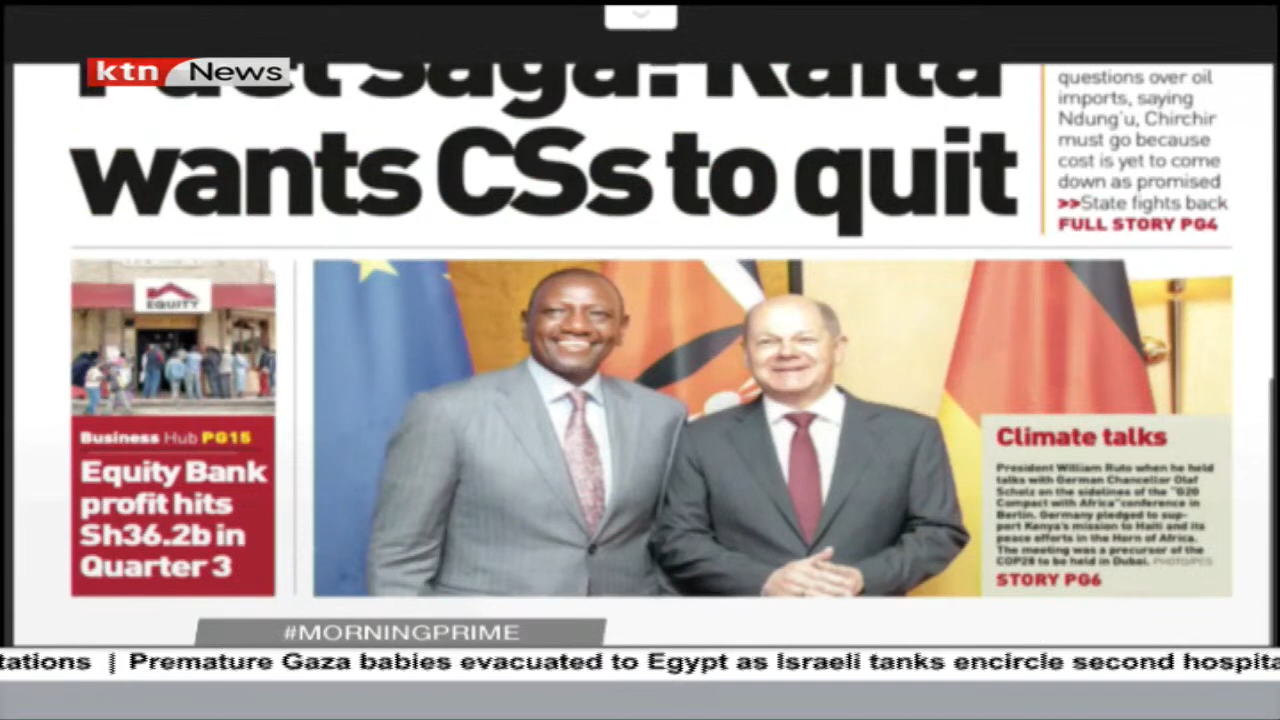 ktn News
Pact saga: Raila
wants CSs to quit
questions over oil
imports, saying
Ndung'u, Chirchir
must go because
cost is yet to come
down as promised
>>State fights back
FULL STORY PG4
EQUITY
Business Hub PG15
Equity Bank
profit hits
Sh36.2b in
Quarter 3
Climate talks
President William Ruto when he held
talks with German Chancellor Olaf
Scholz on the sidelines of the "G20
Compact with Africa"conference in
Berlin. Germany pledged to sup-
port Kenya's mission to Haiti and its
peace efforts in the Horn of Africa.
The meeting was a precursor of the
COP28 to be held in Dubai. PHOTO/PCS
STORY PG6
#MORNINGPRIME
tations | Premature Gaza babies evacuated to Egypt as Israeli tanks encircle second hospita